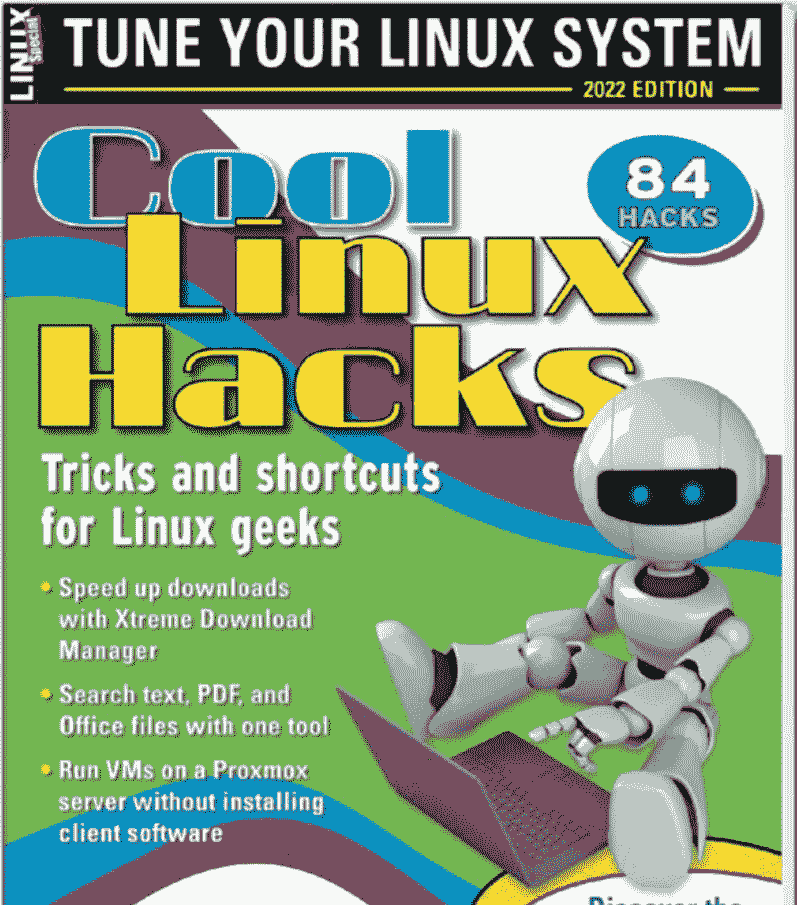 LINUX
Special
TUNE YOUR LINUX SYSTEM
2022 EDITION
Cool
Linux
Hacks
84
HACKS
Tricks and shortcuts
for Linux geeks
• Speed up downloads
with Xtreme Download
Manager
• Search text, PDF, and
Office files with one tool
• Run VMs on a Proxmox
server without installing
client software
Discover the